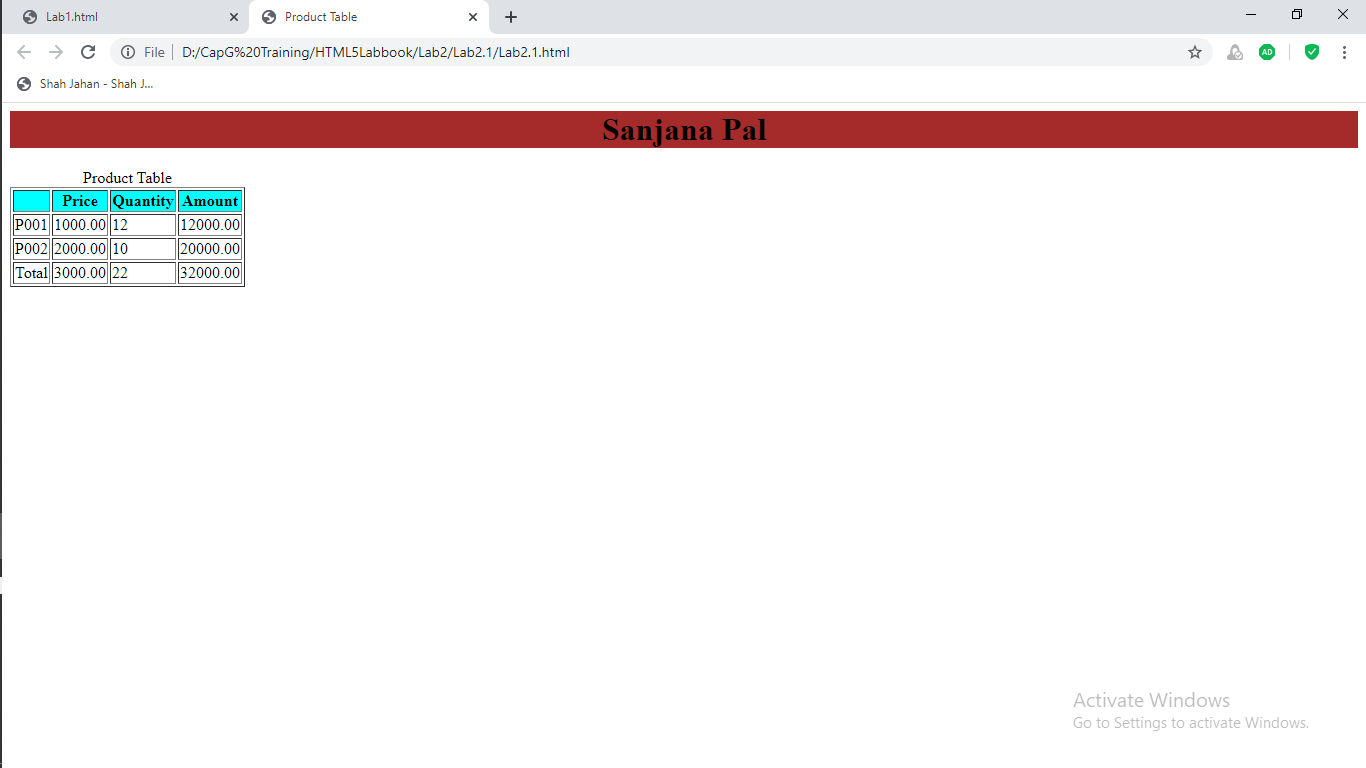 Lab1.html
Product Table
File
D:/CapG%20Training/HTML5Labbook/Lab2/Lab2.1/Lab2.1.html
AD
Shah Jahan - Shah J...
Sanjana Pal
Product Table
Price Quantity Amount
P001 1000.00 12 12000.00
P002 2000.00 10 20000.00
Total 3000.00 22 32000.00
Activate Windows
Go to Settings to activate Windows.